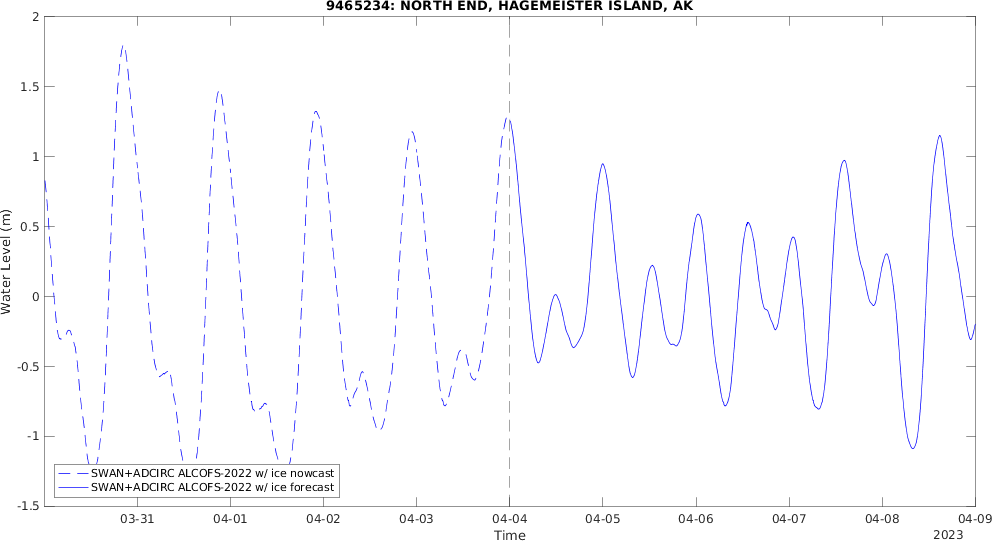 9465234: NORTH END, HAGEMEISTER ISLAND, AK
2
1.5
1
0.5
0
-0.5
-1
-1.5
Water Level (m)
SWAN+ADCIRC ALCOFS-2022 w/ ice nowcast
SWAN+ADCIRC ALCOFS-2022 w/ ice forecast
03-31 04-01 04-02 04-03 04-04 04-05 04-06 04-07 04-08 04-09
Time
2023